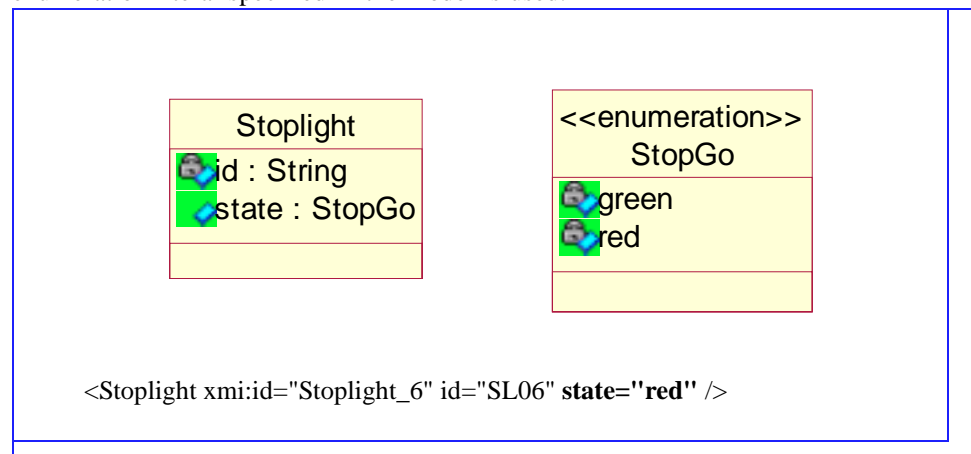 Stoplight
id : String
state : StopGo
<<enumeration>>
StopGo
green
red
<Stoplight xmi:id="Stoplight_6" id="SL06" state="red" />